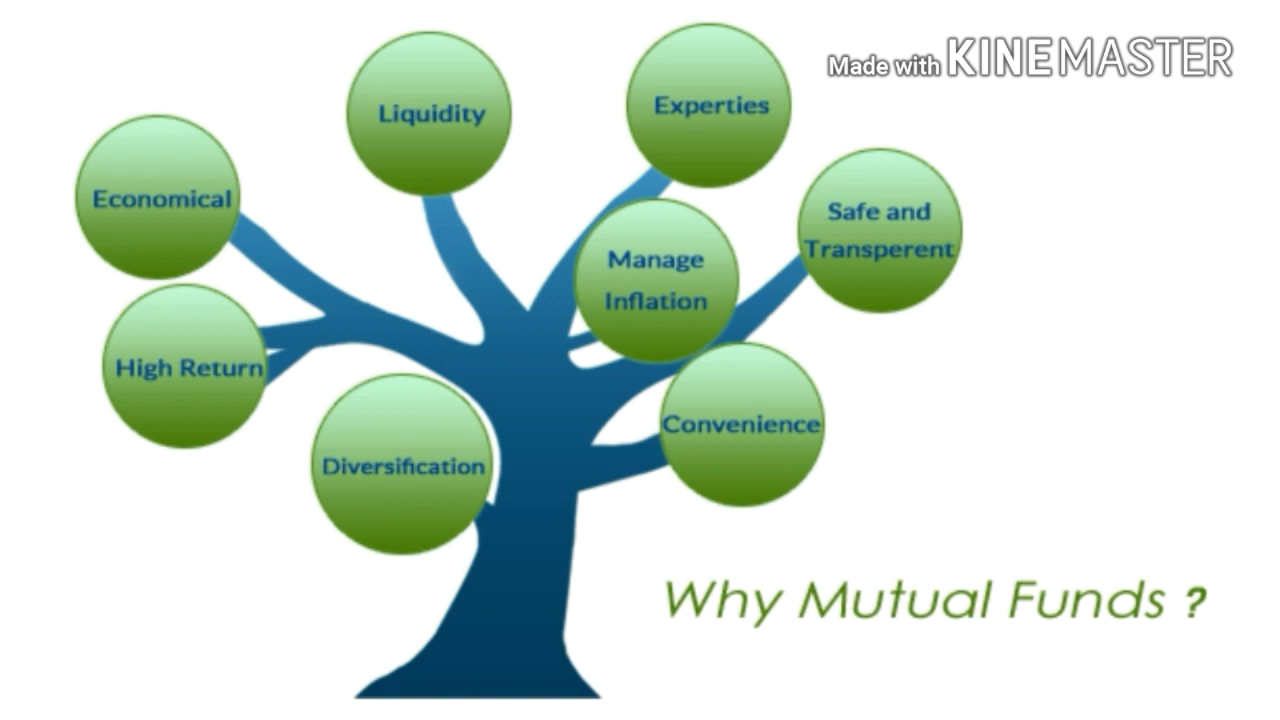 Made with KINEMASTER
Liquidity
Experties
Economical
Safe and
Transperent
Manage
Inflation
High Return
Convenience
Diversification
Why Mutual Funds ?